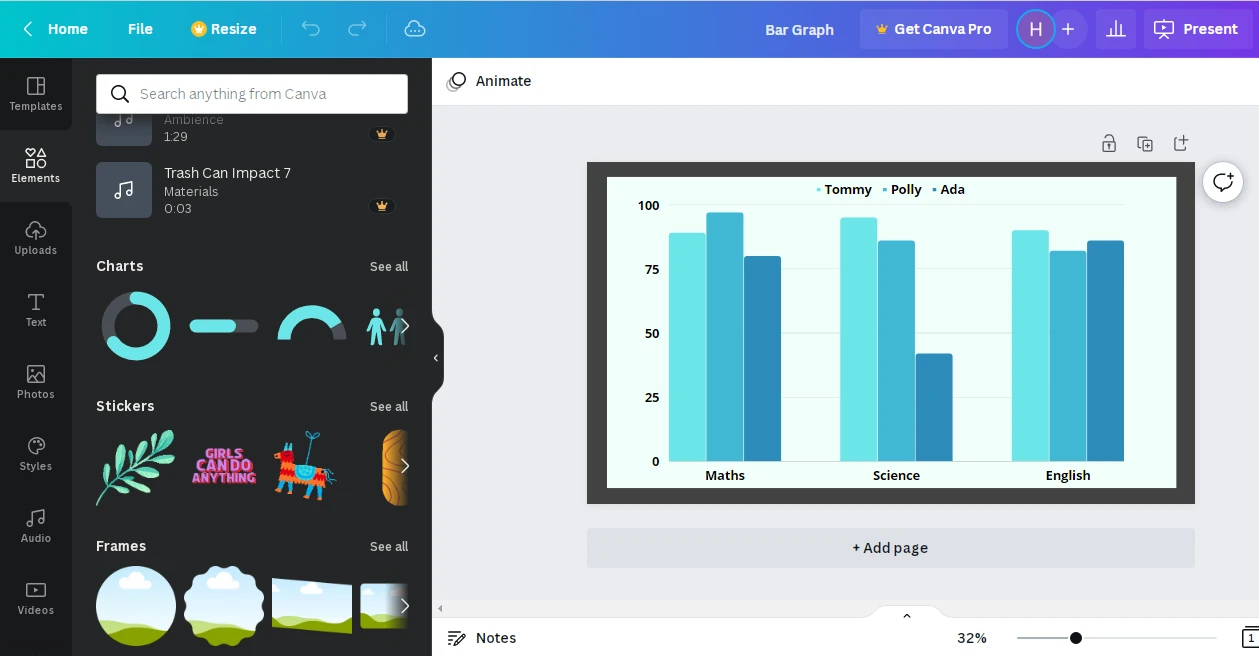 Home File Resize Bar Graph Get Canva Pro H + Present
Templates
Elements
Uploads
Text
Photos
Styles
Audio
Videos
Search anything from Canva
Ambience
1:29
Trash Can Impact 7
Materials
0:03
Charts See all
Stickers See all
GIRLS
CAN DO
ANYTHING
Frames See all
Animate
Tommy Polly Ada
100
75
50
25
0
Maths Science English
+ Add page
Notes 32% 1